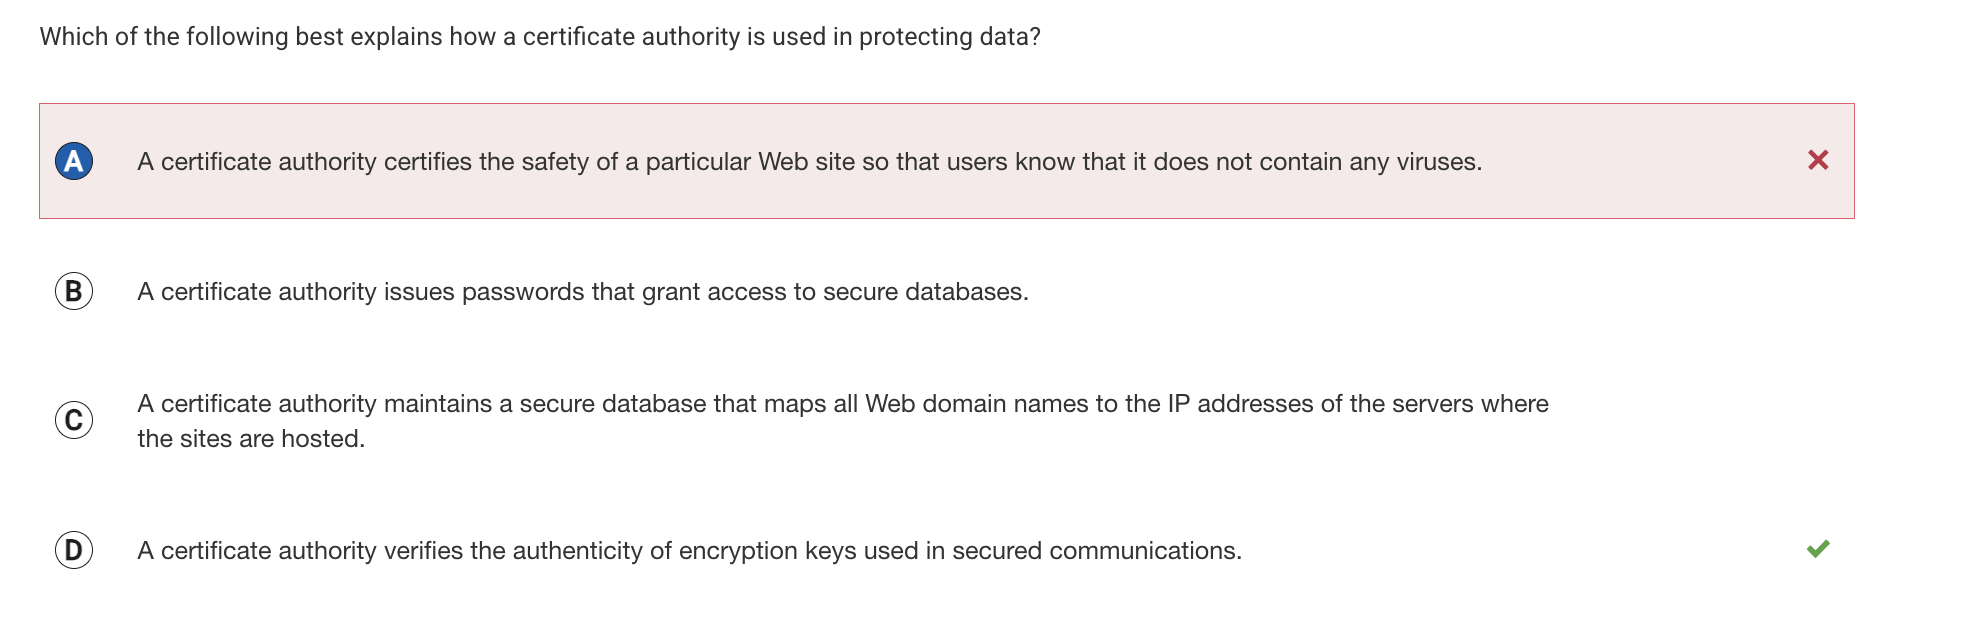 Which of the following best explains how a certificate authority is used in protecting data?
A A certificate authority certifies the safety of a particular Web site so that users know that it does not contain any viruses.
B A certificate authority issues passwords that grant access to secure databases.
C A certificate authority maintains a secure database that maps all Web domain names to the IP addresses of the servers where
the sites are hosted.
D A certificate authority verifies the authenticity of encryption keys used in secured communications.